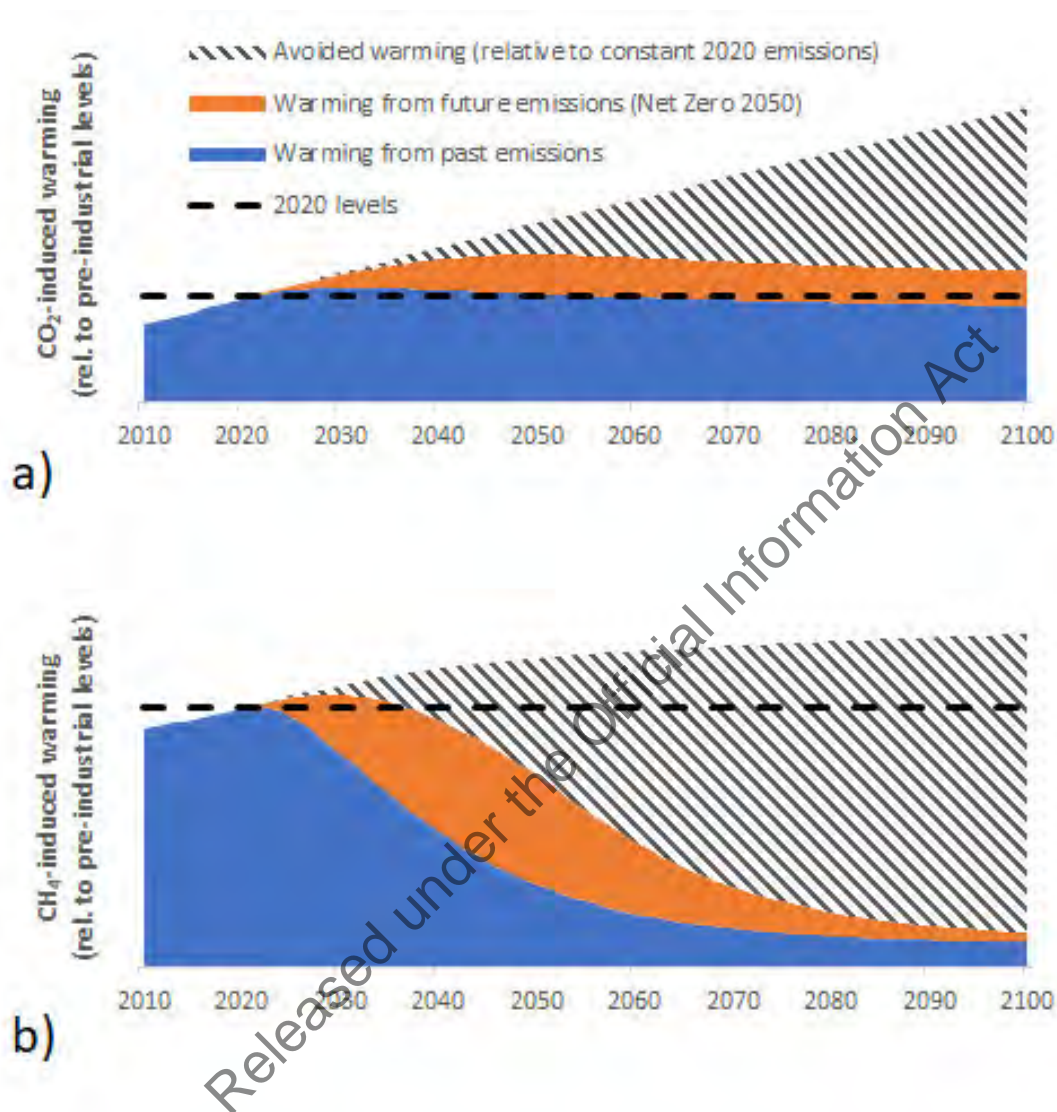 Avoided warming (relative to constant 2020 emissions)
Warming from future emissions (Net Zero 2050)
Warming from past emissions
2020 levels
CO₂-induced warming
(rel. to pre-industrial levels)
2010 2020 2030 2040 2050 2060 2070 2080 2090 2100
a)
CH₄-induced warming
(rel. to pre-industrial levels)
2010 2020 2030 2040 2050 2060 2070 2080 2090 2100
b)
Released under the Official Information Act